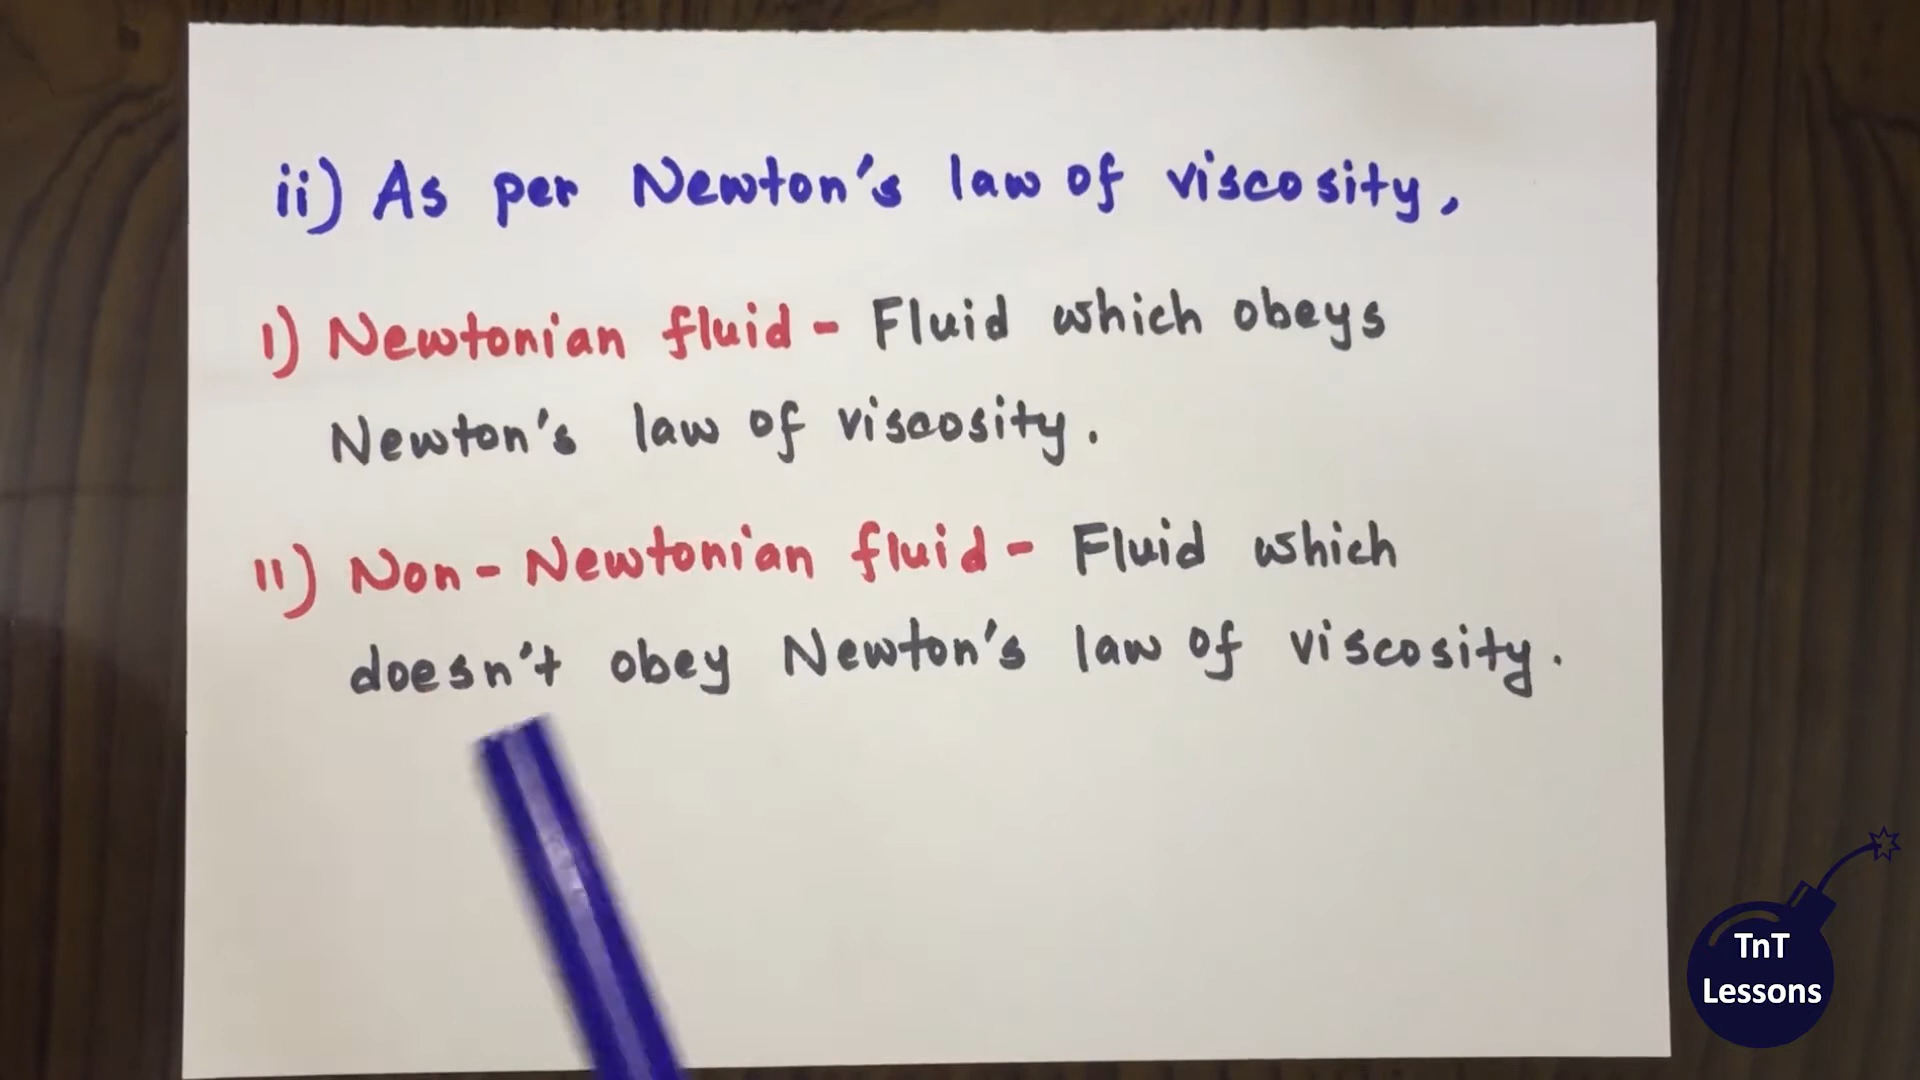 ii) As per Newton's law of viscosity,
I) Newtonian fluid - Fluid which obeys
Newton's law of viscosity.
II) Non - Newtonian fluid - Fluid which
doesn't obey Newton's law of viscosity.
TnT
Lessons